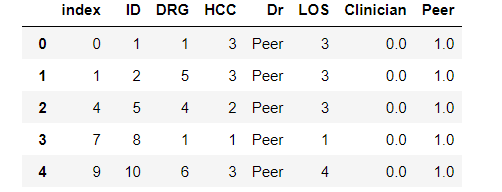 index ID DRG HCC Dr LOS Clinician Peer
0 0 1 1 3 Peer 3 0.0 1.0
1 1 2 5 3 Peer 3 0.0 1.0
2 4 5 4 2 Peer 3 0.0 1.0
3 7 8 1 1 Peer 1 0.0 1.0
4 9 10 6 3 Peer 4 0.0 1.0